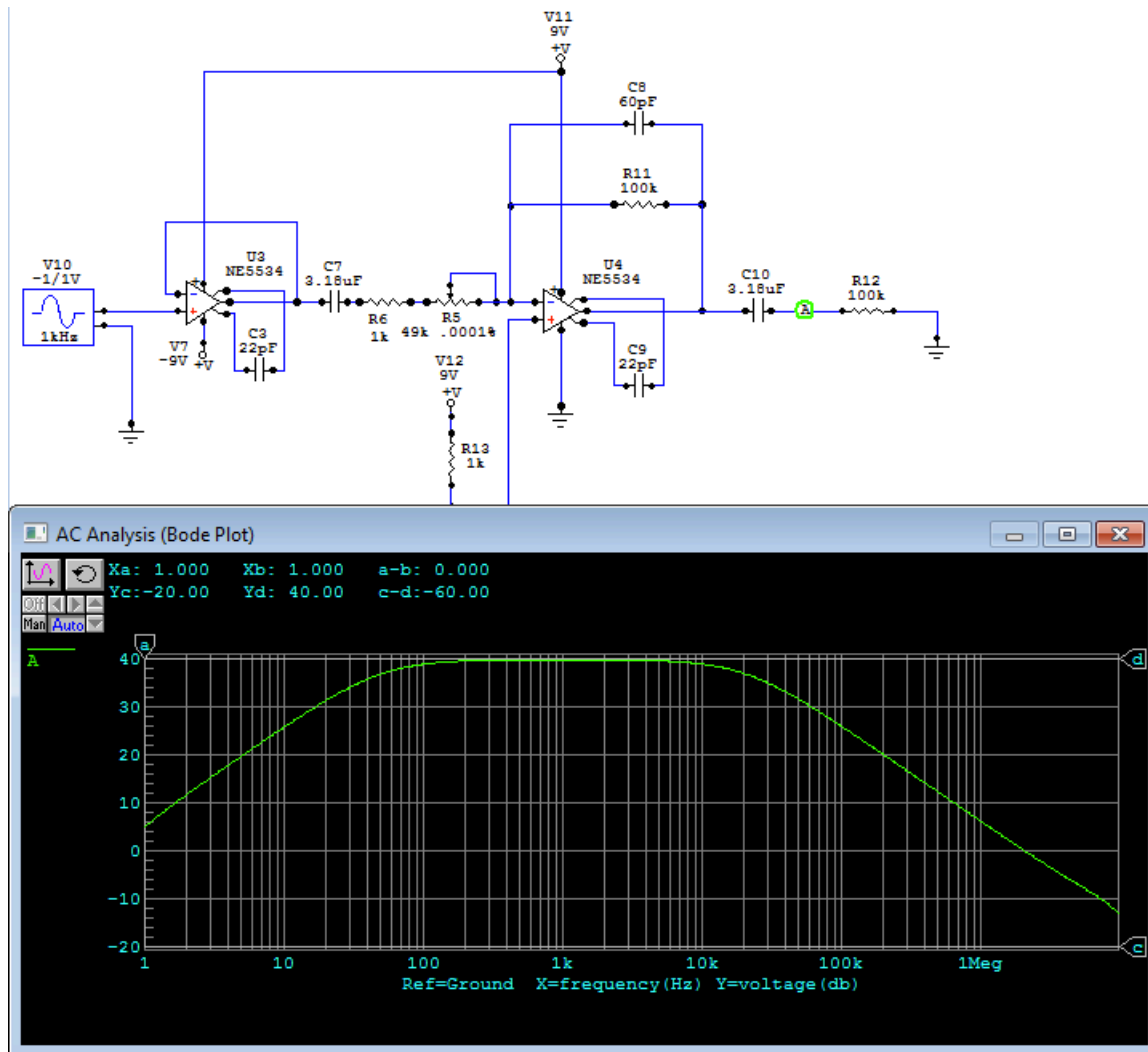 V11
9V
+V
C8
60pF
R11
100k
V10
-1/1V
1kHz
U3
NE5534
C7
3.18uF
R6
1k
49k
R5
.0001%
U4
NE5534
C10
3.18uF
A
R12
100k
V7
-9V
+V
C3
22pF
C9
22pF
V12
9V
+V
R13
1k
AC Analysis (Bode Plot)
Xa: 1.000 Xb: 1.000 a-b: 0.000
Yc:-20.00 Yd: 40.00 c-d:-60.00
Off
Man Auto
A
a
40
d
30
20
10
0
-10
-20
c
1 10 100 1k 10k 100k 1Meg
Ref=Ground X=frequency(Hz) Y=voltage(db)